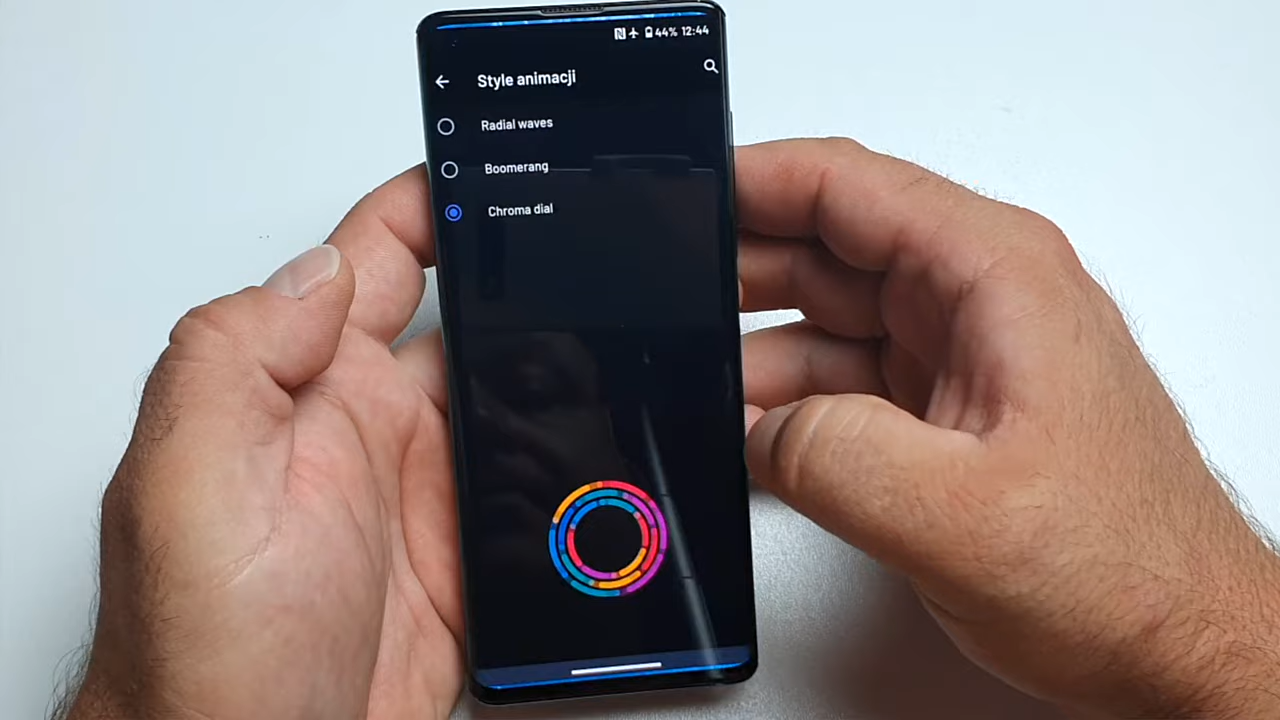 44% 12:44
Style animacji
Radial waves
Boomerang
Chroma dial